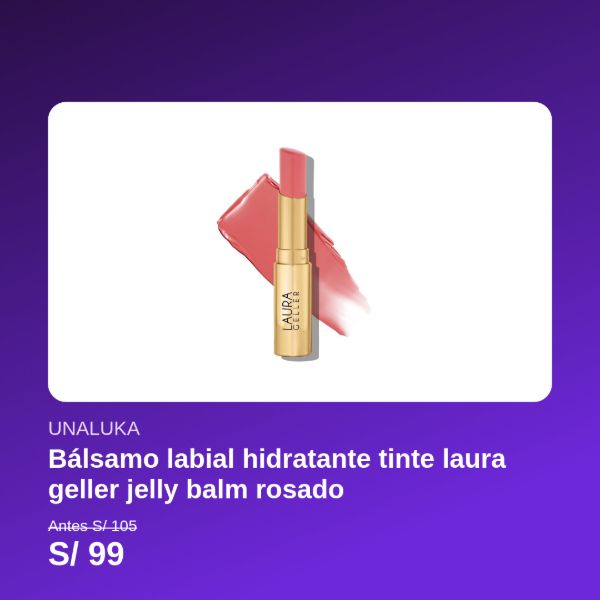 LAURA
GELLER
UNALUKA
Bálsamo labial hidratante tinte laura
geller jelly balm rosado
Antes S/ 105
S/ 99